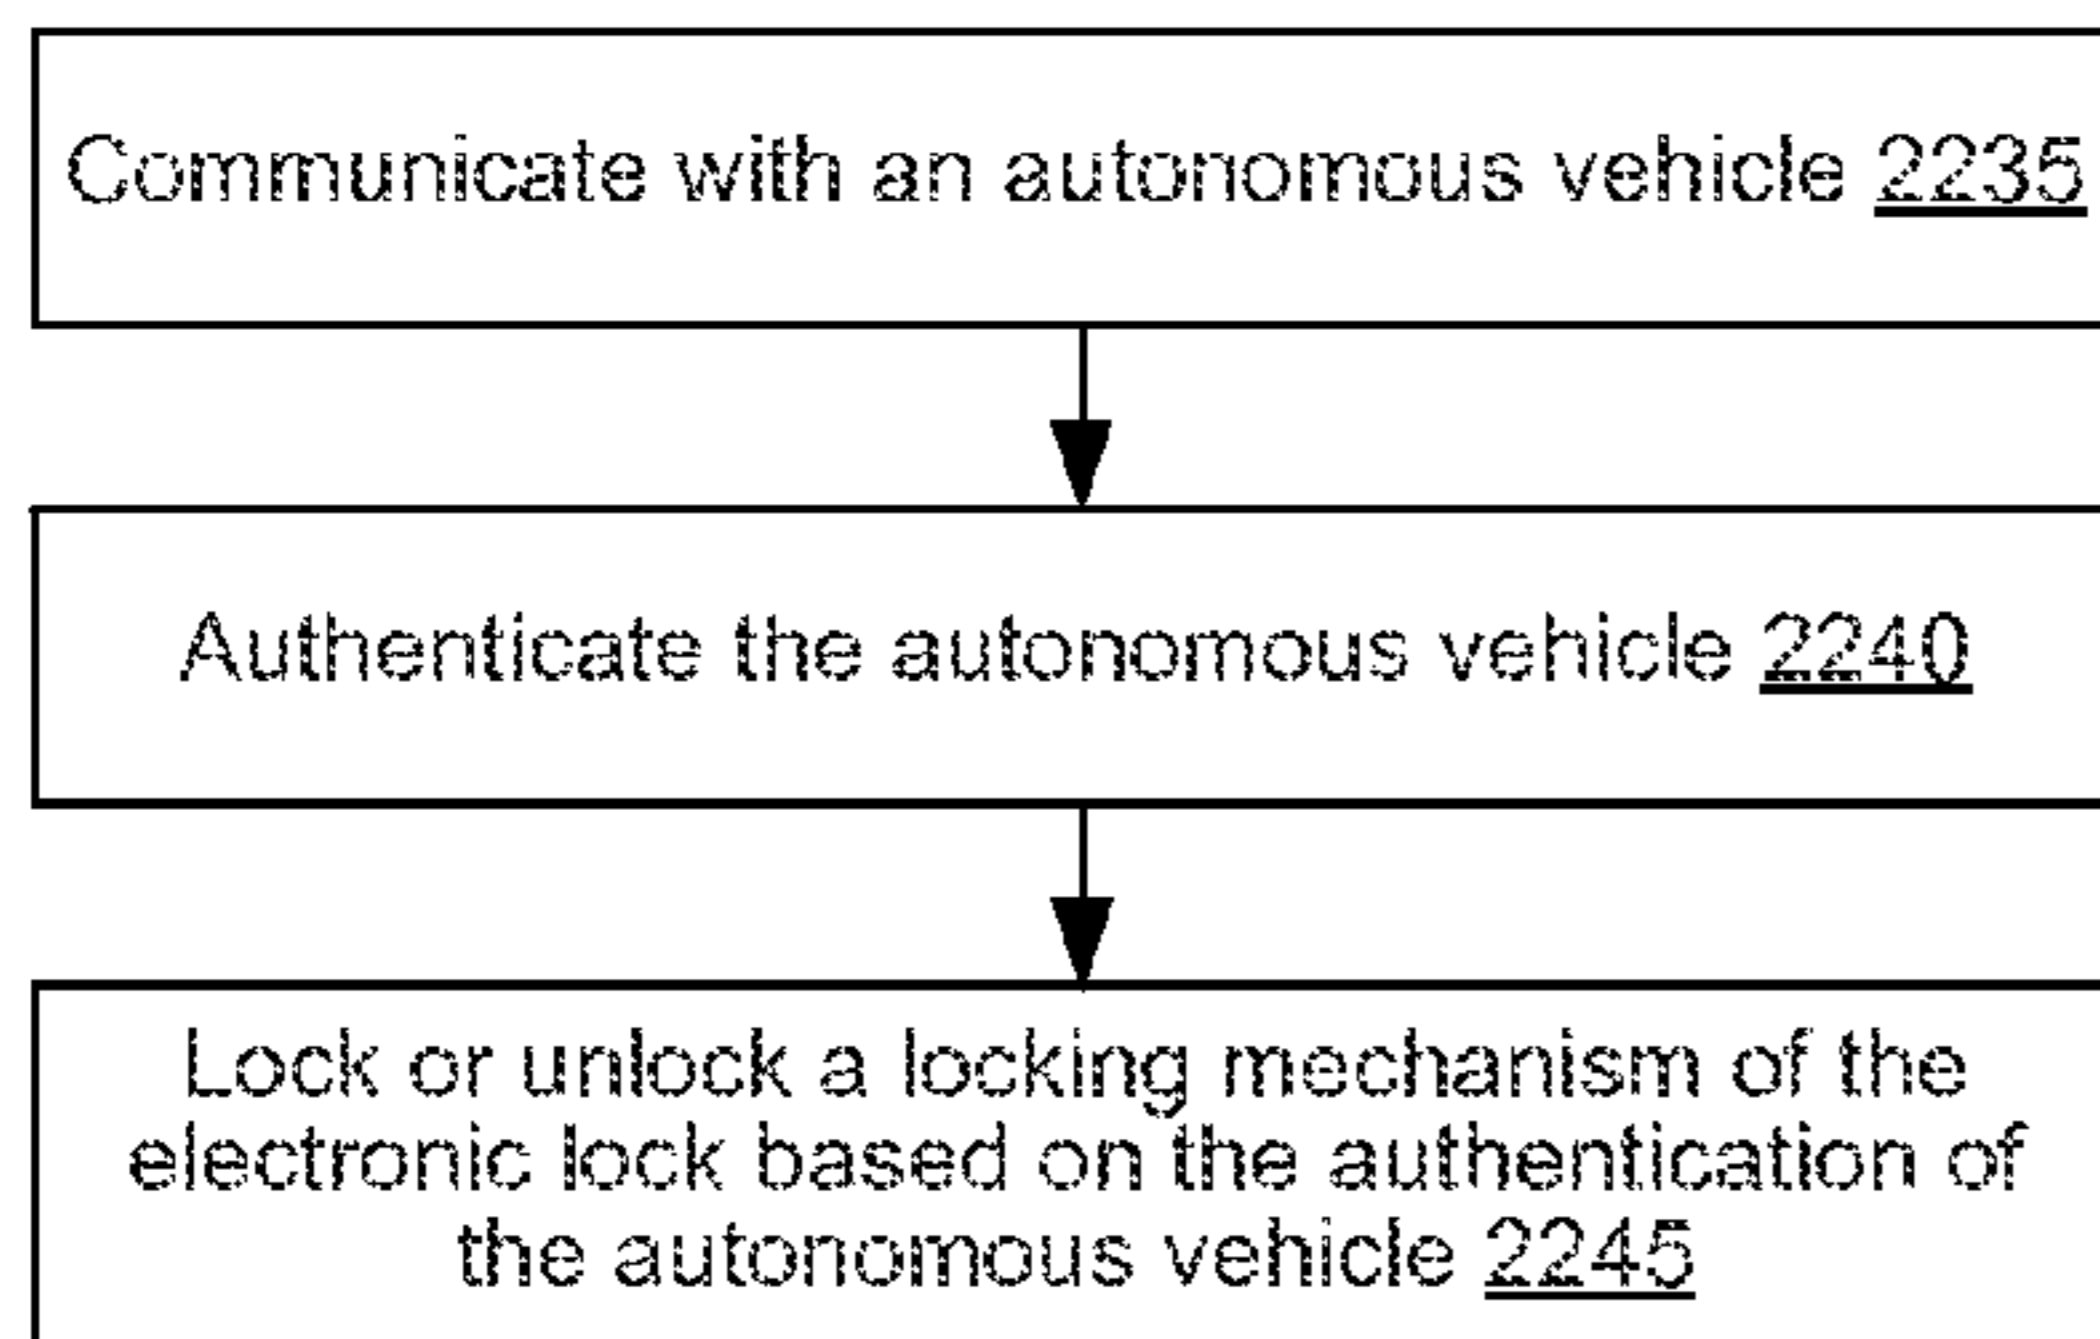 Communicate with an autonomous vehicle 2235
Authenticate the autonomous vehicle 2240
Lock or unlock a locking mechanism of the
electronic lock based on the authentication of
the autonomous vehicle 2245